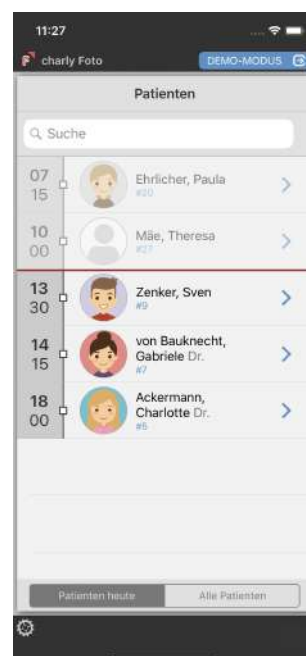 11:27
charly Foto
DEMO-MODUS
Patienten
Suche
07
15
Ehrlicher, Paula
#20
10
00
Mäe, Theresa
#27
13
30
Zenker, Sven
#9
14
15
von Bauknecht,
Gabriele Dr.
#7
18
00
Ackermann,
Charlotte Dr.
#5
Patienten heute
Alle Patienten